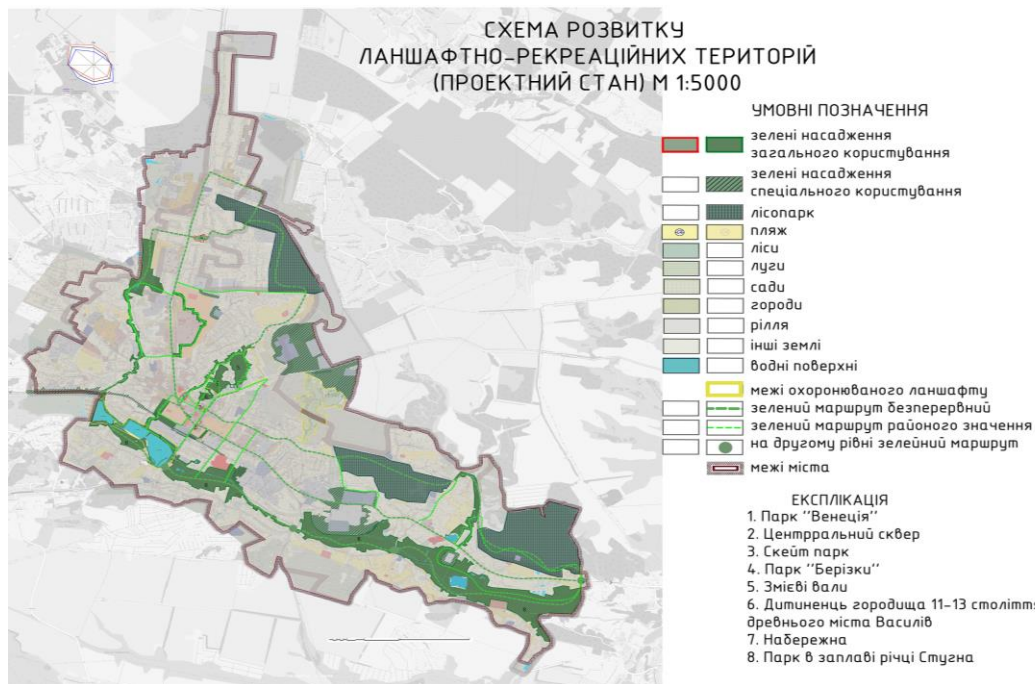 СХЕМА РОЗВИТКУ
ЛАНШАФТНО-РЕКРЕАЦІЙНИХ ТЕРИТОРІЙ
(ПРОЕКТНИЙ СТАН) М 1:5000
УМОВНІ ПОЗНАЧЕННЯ
зелені насадження
загального користування
зелені насадження
спеціального користування
лісопарк
пляж
ліси
луги
сади
городи
рілля
інші землі
водні поверхні
межі охоронюваного ланшафту
зелений маршрут безперервний
зелений маршрут районого значення
на другому рівні зелейний маршрут
межі міста
ЕКСПЛІКАЦІЯ
1. Парк "Венеція"
2. Центрральний сквер
3. Скейт парк
4. Парк "Берізки"
5. Змієві вали
6. Дитинець городища 11-13 століття
древнього міста Василів
7. Набережна
8. Парк в заплаві річці Стугна